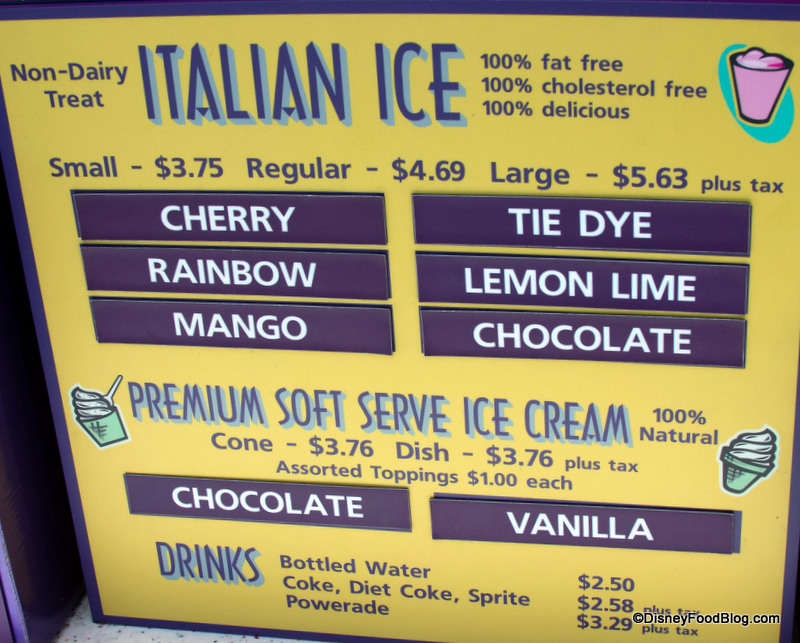 Non-Dairy Treat
ITALIAN ICE
100% fat free
100% cholesterol free
100% delicious
Small - $3.75 Regular - $4.69 Large - $5.63 plus tax
CHERRY
TIE DYE
RAINBOW
LEMON LIME
MANGO
CHOCOLATE
PREMIUM SOFT SERVE ICE CREAM
100%
Natural
Cone - $3.76 Dish - $3.76 plus tax
Assorted Toppings $1.00 each
CHOCOLATE
VANILLA
DRINKS
Bottled Water $2.50
Coke, Diet Coke, Sprite $2.58 plus tax
Powerade $3.29 plus tax
©DisneyFoodBlog.com